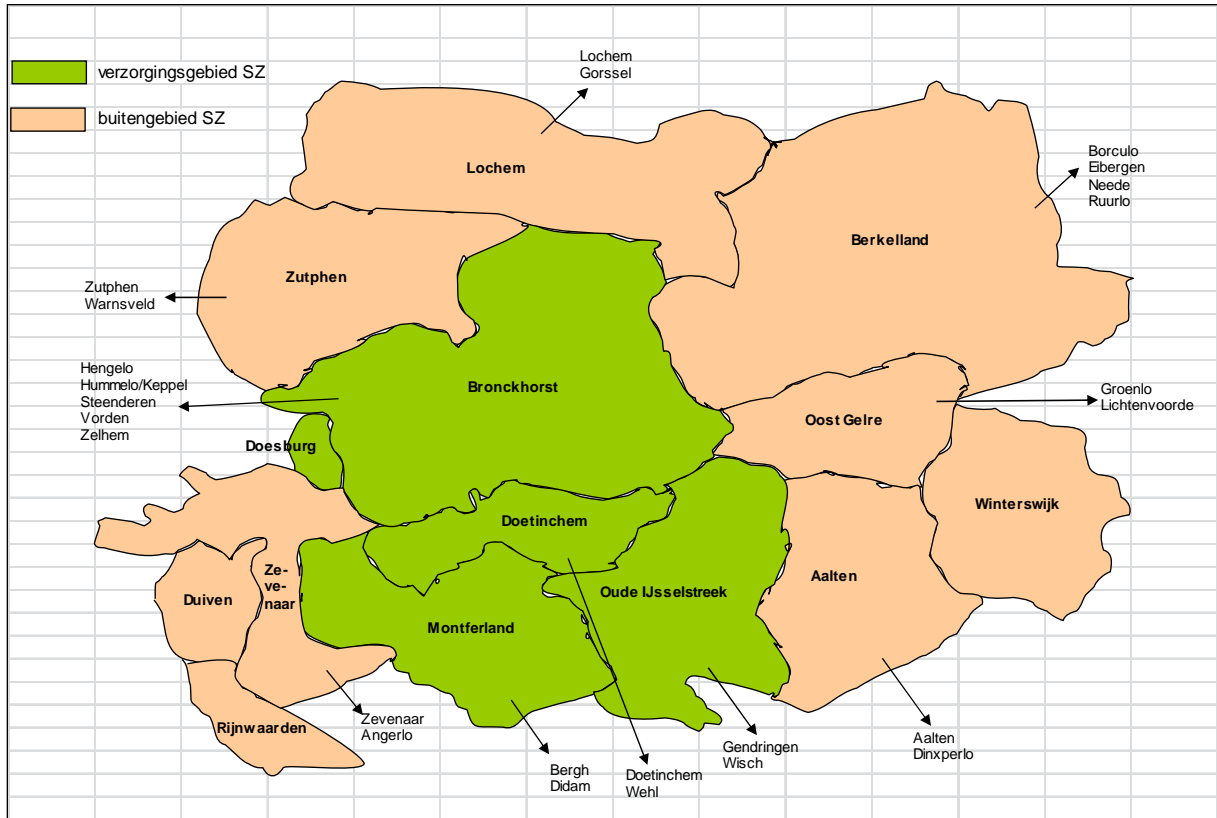 verzorgingsgebied SZ
buitengebied SZ
Lochem
Gorssel
Lochem
Borculo
Eibergen
Neede
Ruurlo
Berkelland
Zutphen
Zutphen
Warnsveld
Hengelo
Hummelo/Keppel
Steenderen
Vorden
Zelhem
Bronckhorst
Groenlo
Lichtenvoorde
Oost Gelre
Doesburg
Winterswijk
Doetinchem
Ze-
ve-
naar
Aalten
Duiven
Oude IJsselstreek
Montferland
Rijnwaarden
Zevenaar
Angerlo
Bergh
Didam
Doetinchem
Wehl
Gendringen
Wisch
Aalten
Dinxperlo